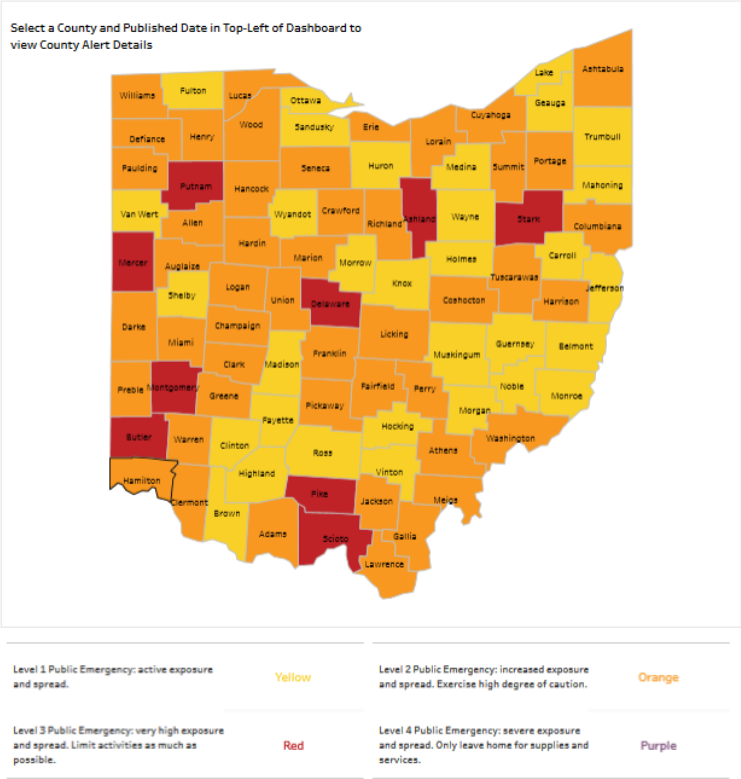 Select a County and Published Date in Top-Left of Dashboard to
view County Alert Details
Ashtabula
Lake
Williams
Fulton
Lucas
Ottawa
Geauga
Cuyahoga
Wood
Sandusky
Erie
Trumbull
Defiance
Henry
Lorain
Paulding
Seneca
Huron
Medina
Summit
Portage
Putnam
Hancock
Mahoning
Van Wert
Allen
Wyandot
Crawford
Richland
Ashland
Wayne
Stark
Columbiana
Hardin
Mercer
Auglaize
Marion
Morrow
Holmes
Carroll
Knox
Tuscarawas
Jefferson
Shelby
Logan
Union
Delaware
Coshocton
Harrison
Darke
Champaign
Licking
Miami
Guernsey
Belmont
Franklin
Muskingum
Clark
Madison
Preble
Montgomery
Greene
Fairfield
Perry
Noble
Monroe
Pickaway
Morgan
Fayette
Hocking
Butler
Warren
Clinton
Washington
Ross
Athens
Highland
Vinton
Hamilton
Pike
Clermont
Jackson
Meigs
Brown
Adams
Scioto
Gallia
Lawrence
Level 1 Public Emergency: active exposure
and spread.
Yellow
Level 2 Public Emergency: increased exposure
and spread. Exercise high degree of caution.
Orange
Level 3 Public Emergency: very high exposure
and spread. Limit activities as much as
possible.
Red
Level 4 Public Emergency: severe exposure
and spread. Only leave home for supplies and
services.
Purple